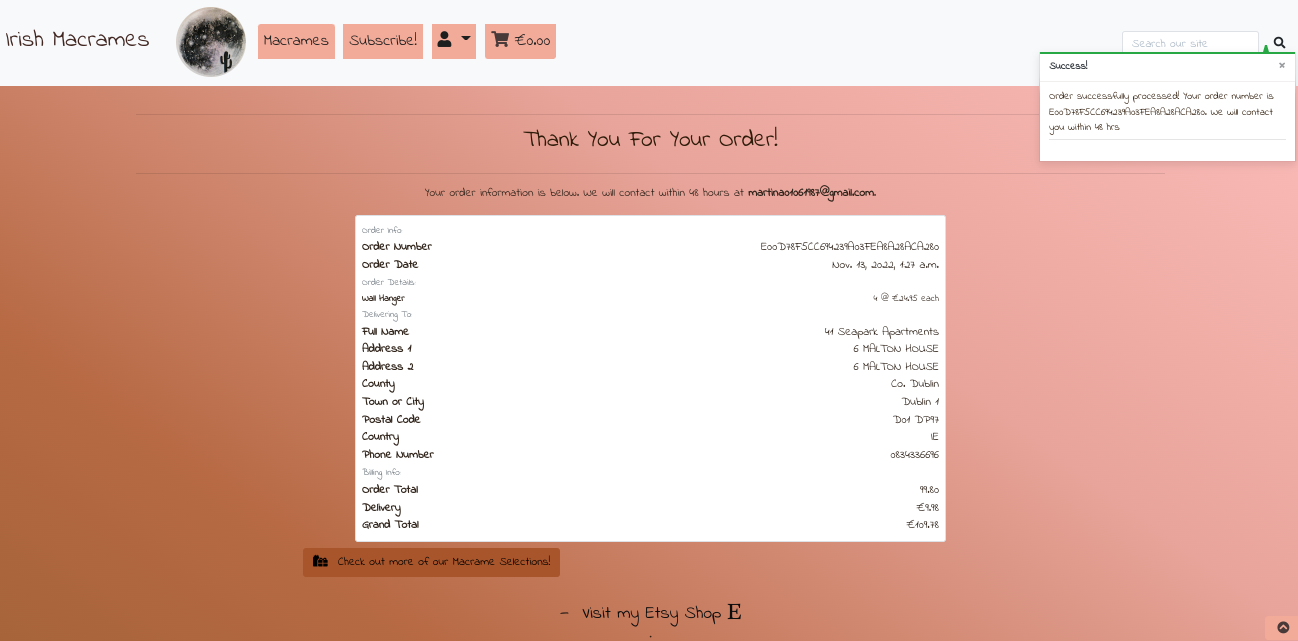 Irish Macrames
Macrames
Subscribe!
€0.00
Search our site
Success! ×
Order successfully processed! Your order number is
E00D78F5CC694239A03FEA8A28ACA280. We will contact
you within 48 hrs
Thank You For Your Order!
Your order information is below. We will contact within 48 hours at martina01061987@gmail.com.
Order Info:
Order Number E00D78F5CC694239A03FEA8A28ACA280
Order Date Nov. 13, 2022, 1:27 a.m.
Order Details:
Wall Hanger 4 @ €24.95 each
Delivering To:
Full Name 41 Seapark Apartments
Address 1 6 MALTON HOUSE
Address 2 6 MALTON HOUSE
County Co. Dublin
Town or City Dublin 1
Postal Code D01 DP97
Country IE
Phone Number 0834336696
Billing Info:
Order Total 99.80
Delivery €9.98
Grand Total €109.78
Check out more of our Macrame Selections!
- Visit my Etsy Shop E